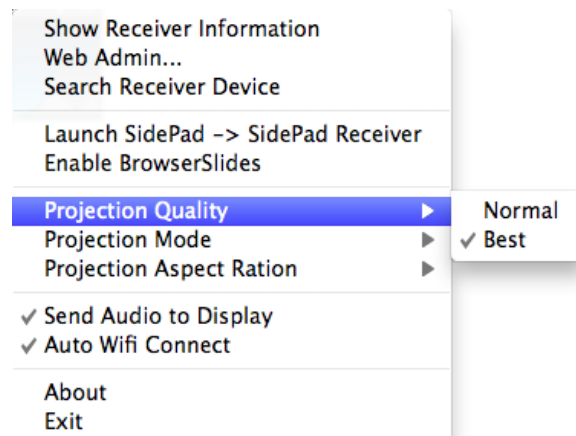 Show Receiver Information
Web Admin...
Search Receiver Device
Launch SidePad -> SidePad Receiver
Enable BrowserSlides
Projection Quality
Normal
Projection Mode
Best
Projection Aspect Ration
Send Audio to Display
Auto Wifi Connect
About
Exit